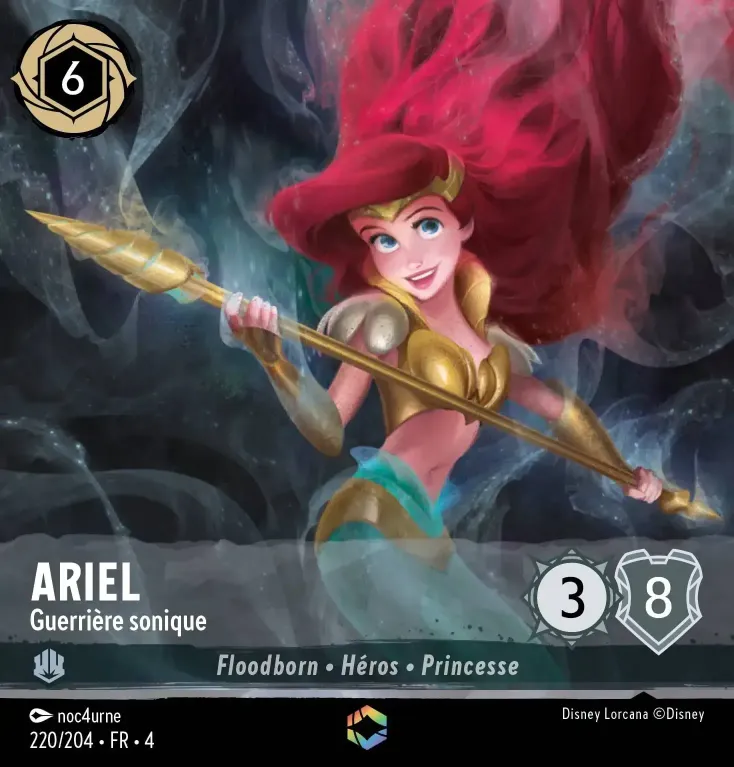 6
ARIEL
Guerrière sonique
3 8
Floodborn • Héros • Princesse
noc4urne
Disney Lorcana ©Disney
220/204 • FR • 4